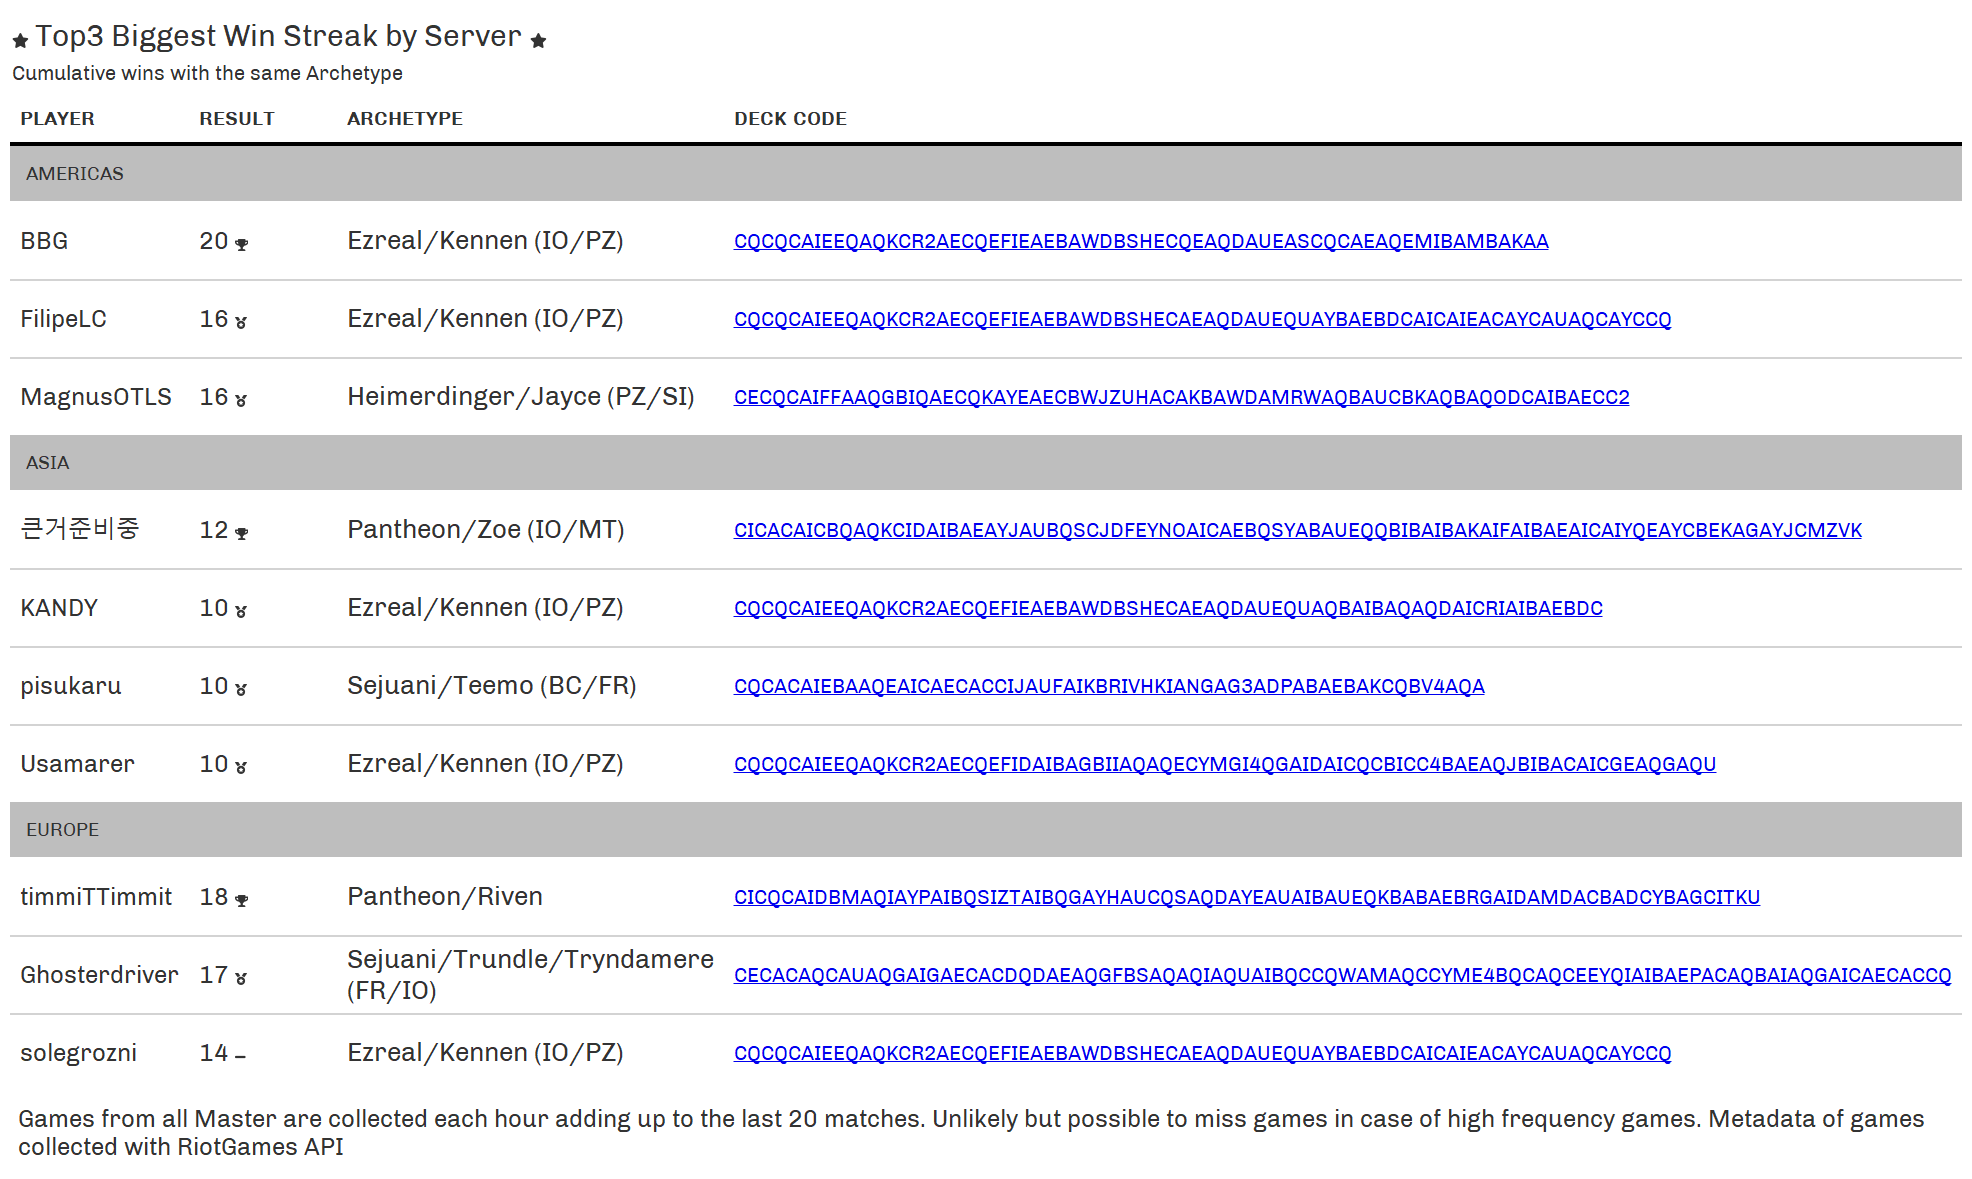 ★ Top3 Biggest Win Streak by Server ★
Cumulative wins with the same Archetype
PLAYER RESULT ARCHETYPE DECK CODE
AMERICAS
BBG 20 Ezreal/Kennen (IO/PZ) CQCQCAIEEQAQKCR2AECQEFIEAEBAWDBSHECQEAQDAUEASCQCAEAQEMIBAMBAKAA
FilipeLC 16 Ezreal/Kennen (IO/PZ) CQCQCAIEEQAQKCR2AECQEFIEAEBAWDBSHECAEAQDAUEQUAYBAEBDCAICAIEACAYCAUAQCAYCCQ
MagnusOTLS 16 Heimerdinger/Jayce (PZ/SI) CECQCAIFFAAQGBIQAECQKAYEAECBWJZUHACAKBAWDAMRWAQBAUCBKAQBAQODCAIBAECC2
ASIA
큰거준비중 12 Pantheon/Zoe (IO/MT) CICACAICBQAQKCIDAIBAEAYJAUBQSCJDFEYNOAICAEBQSYABAUEQQBIBAIBAKAIFAIBAEAICAIYQEAYCBEKAGAYJCMZVK
KANDY 10 Ezreal/Kennen (IO/PZ) CQCQCAIEEQAQKCR2AECQEFIEAEBAWDBSHECAEAQDAUEQUAQBAIBAQAQDAICRIAIBAEBDC
pisukaru 10 Sejuani/Teemo (BC/FR) CQCACAIEBAAQEAICAECACCIJAUFAIKBRIVHKIANGAG3ADPABAEBAKCQBV4AQA
Usamarer 10 Ezreal/Kennen (IO/PZ) CQCQCAIEEQAQKCR2AECQEFIDAIBAGBIIAQAQECYMGI4QGAIDAICQCBICC4BAEAQJBIBACAICGEAQGAQU
EUROPE
timmiTTimmit 18 Pantheon/Riven CICQCAIDBMAQIAYPAIBQSIZTAIBQGAYHAUCQSAQDAYEAUAIBAUEQKBABAEBRGAIDAMDACBADCYBAGCITKU
Ghosterdriver 17 Sejuani/Trundle/Tryndamere (FR/IO) CECACAQCAUAQGAIGAECACDQDAEAQGFBSAQAQIAQUAIBQCCQWAMAQCCYME4BQCAQCEEYQIAIBAEPACAQBAIAQGAICAECACCQ
solegrozni 14 – Ezreal/Kennen (IO/PZ) CQCQCAIEEQAQKCR2AECQEFIEAEBAWDBSHECAEAQDAUEQUAYBAEBDCAICAIEACAYCAUAQCAYCCQ
Games from all Master are collected each hour adding up to the last 20 matches. Unlikely but possible to miss games in case of high frequency games. Metadata of games
collected with RiotGames API